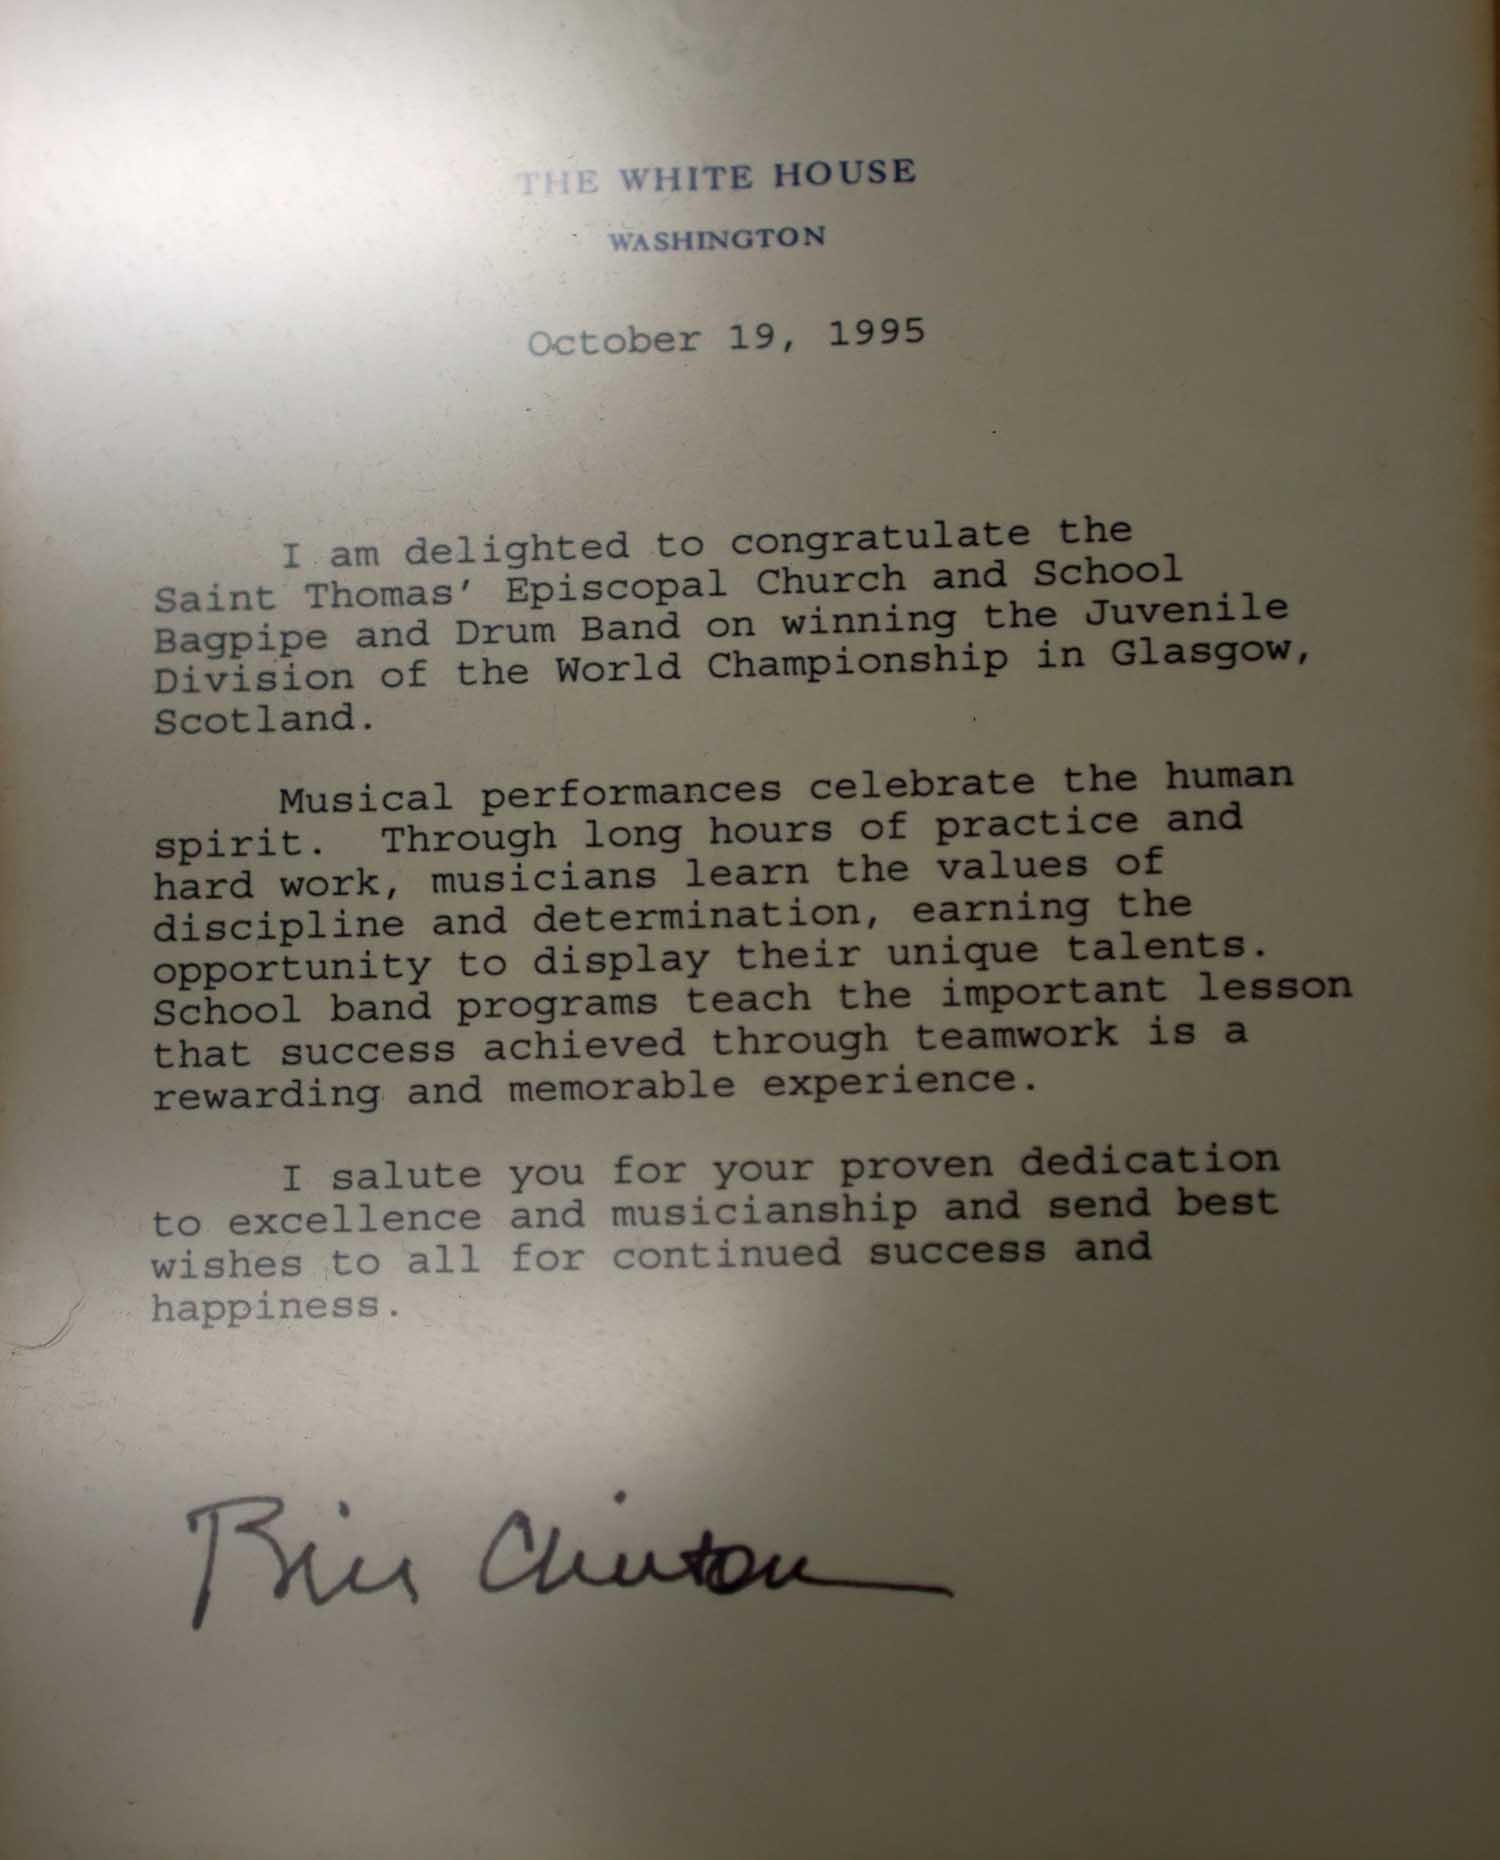 THE WHITE HOUSE
WASHINGTON
October 19, 1995
I am delighted to congratulate the
Saint Thomas' Episcopal Church and School
Bagpipe and Drum Band on winning the Juvenile
Division of the World Championship in Glasgow,
Scotland.
Musical performances celebrate the human
spirit. Through long hours of practice and
hard work, musicians learn the values of
discipline and determination, earning the
opportunity to display their unique talents.
School band programs teach the important lesson
that success achieved through teamwork is a
rewarding and memorable experience.
I salute you for your proven dedication
to excellence and musicianship and send best
wishes to all for continued success and
happiness.
Bill Clinton